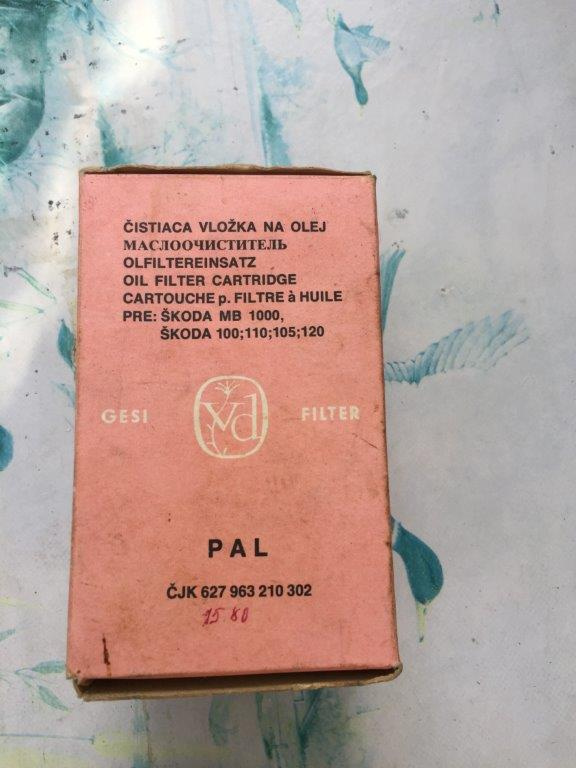 ČISTIACA VLOŽKA NA OLEJ
МАСЛООЧИСТИТЕЛЬ
OLFILTEREINSATZ
OIL FILTER CARTRIDGE
CARTOUCHE p. FILTRE à HUILE
PRE: ŠKODA MB 1000,
ŠKODA 100;110;105;120
GESI Vd FILTER
PAL
ČJK 627 963 210 302
15 80